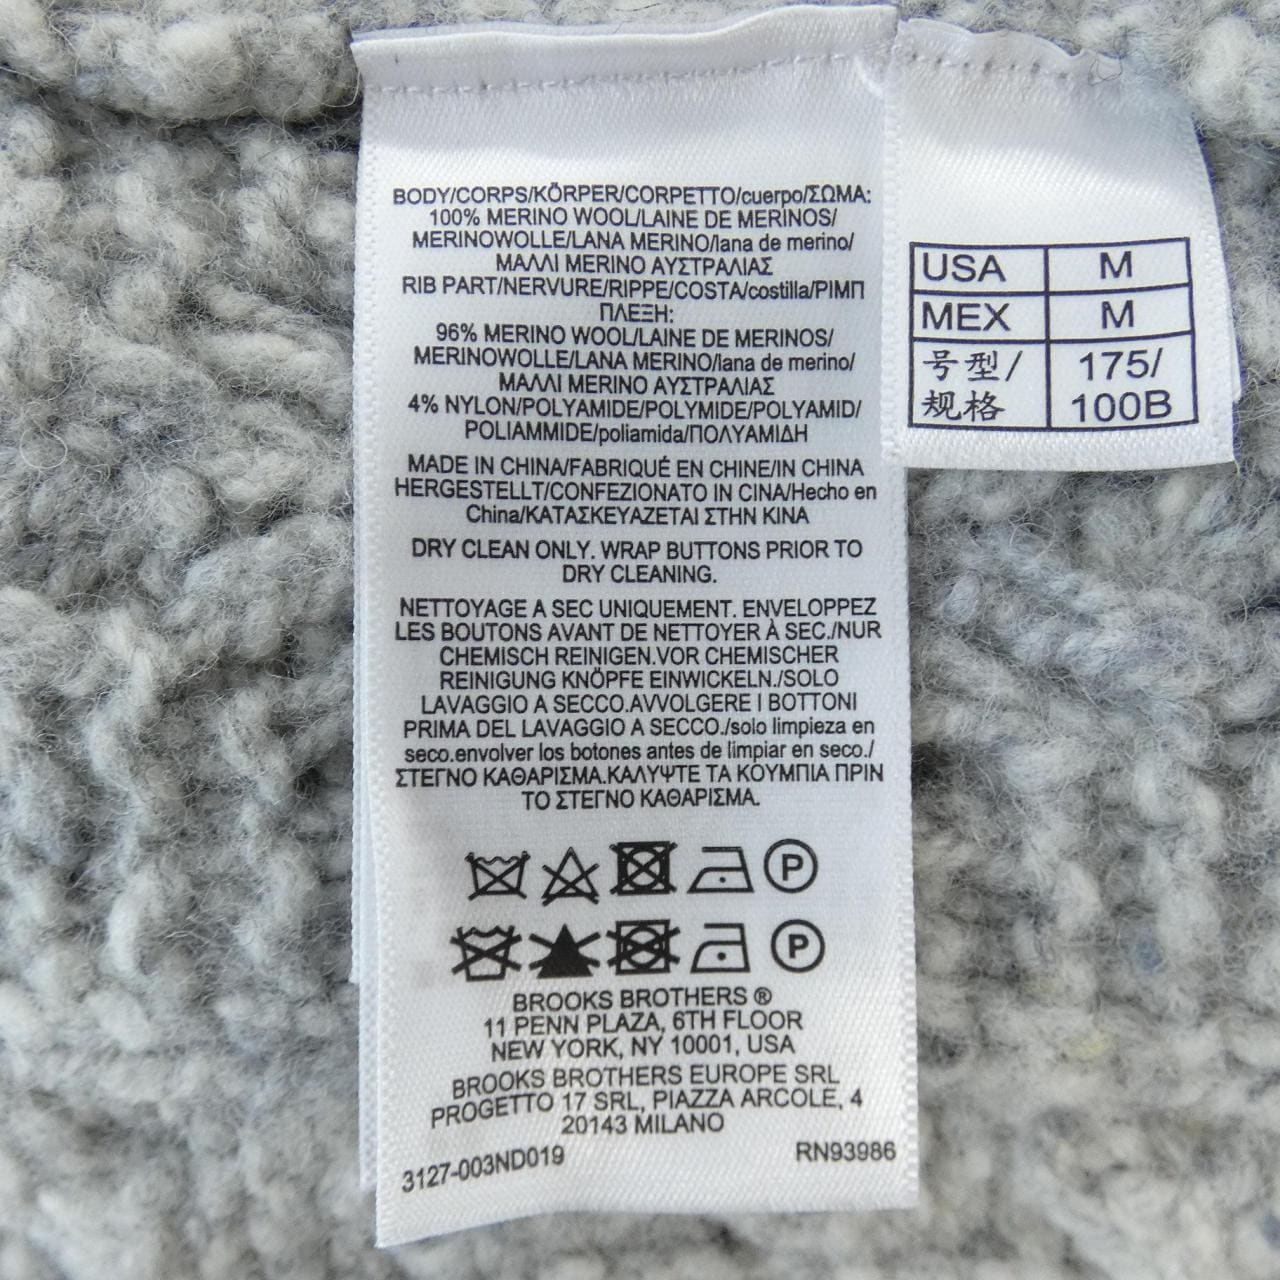 BODY/CORPS/KÖRPER/CORPETTO/cuerpo/ΣΩΜΑ:
100% MERINO WOOL/LAINE DE MERINOS/
MERINOWOLLE/LANA MERINO/lana de merino/
ΜΑΛΛΙ MERINO ΑΥΣΤΡΑΛΙΑΣ
RIB PART/NERVURE/RIPPE/COSTA/costilla/ΡΙΜΠ
ΠΛΕΞΗ:
96% MERINO WOOL/LAINE DE MERINOS/
MERINOWOLLE/LANA MERINO/lana de merino/
ΜΑΛΛΙ MERINO ΑΥΣΤΡΑΛΙΑΣ
4% NYLON/POLYAMIDE/POLYMIDE/POLYAMID/
POLIAMMIDE/poliamida/ΠΟΛΥΑΜΙΔΗ
MADE IN CHINA/FABRIQUÉ EN CHINE/IN CHINA
HERGESTELLT/CONFEZIONATO IN CINA/Hecho en
China/ΚΑΤΑΣΚΕΥΑΖΕΤΑΙ ΣΤΗΝ ΚΙΝΑ
DRY CLEAN ONLY. WRAP BUTTONS PRIOR TO
DRY CLEANING.
NETTOYAGE A SEC UNIQUEMENT. ENVELOPPEZ
LES BOUTONS AVANT DE NETTOYER À SEC./NUR
CHEMISCH REINIGEN.VOR CHEMISCHER
REINIGUNG KNÖPFE EINWICKELN./SOLO
LAVAGGIO A SECCO.AVVOLGERE I BOTTONI
PRIMA DEL LAVAGGIO A SECCO./solo limpieza en
seco.envolver los botones antes de limpiar en seco./
ΣΤΕΓΝΟ ΚΑΘΑΡΙΣΜΑ.ΚΑΛΥΨΤΕ ΤΑ ΚΟΥΜΠΙΑ ΠΡΙΝ
ΤΟ ΣΤΕΓΝΟ ΚΑΘΑΡΙΣΜΑ.
P
P
BROOKS BROTHERS ®
11 PENN PLAZA, 6TH FLOOR
NEW YORK, NY 10001, USA
BROOKS BROTHERS EUROPE SRL
PROGETTO 17 SRL, PIAZZA ARCOLE, 4
20143 MILANO
3127-003ND019 RN93986
USA M
MEX M
号型/ 175/
规格 100B